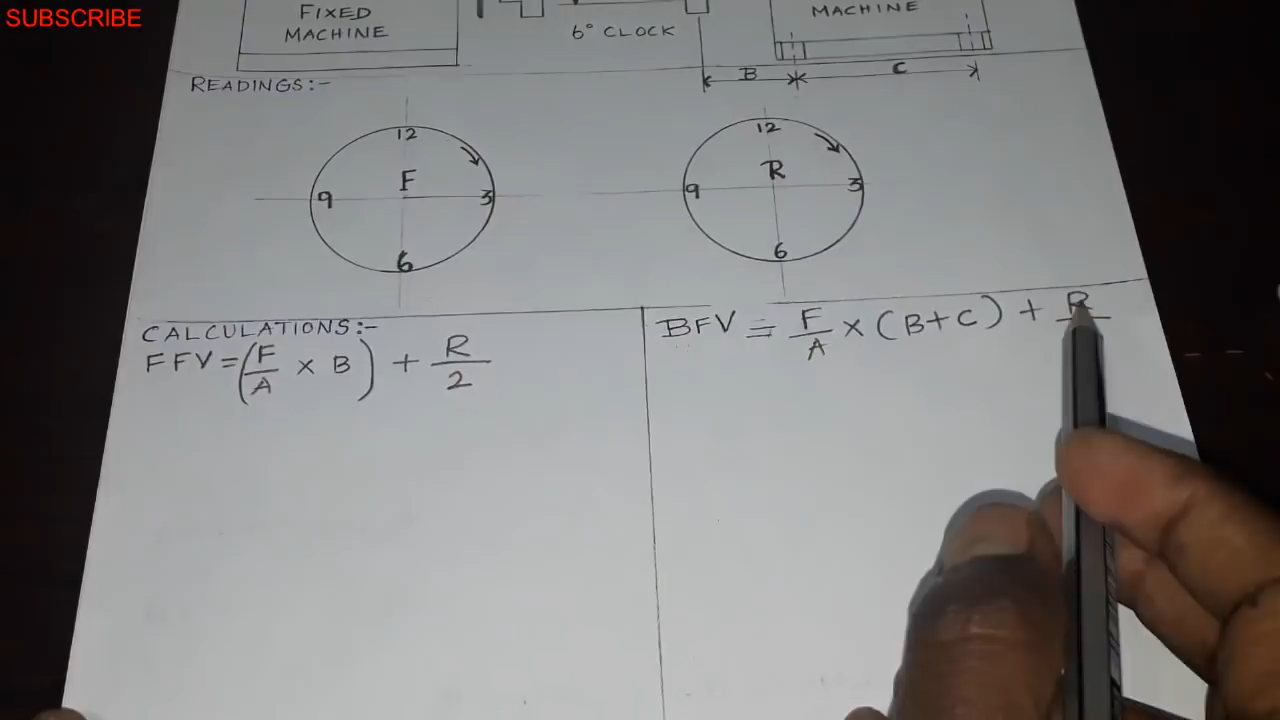 SUBSCRIBE
FIXED
MACHINE
6° CLOCK
MACHINE
B
C
READINGS:-
12
F
9
3
6
12
R
9
3
6
CALCULATIONS:-
FFV = (F/A × B) + R/2
BFV = F/A × (B+C) + R